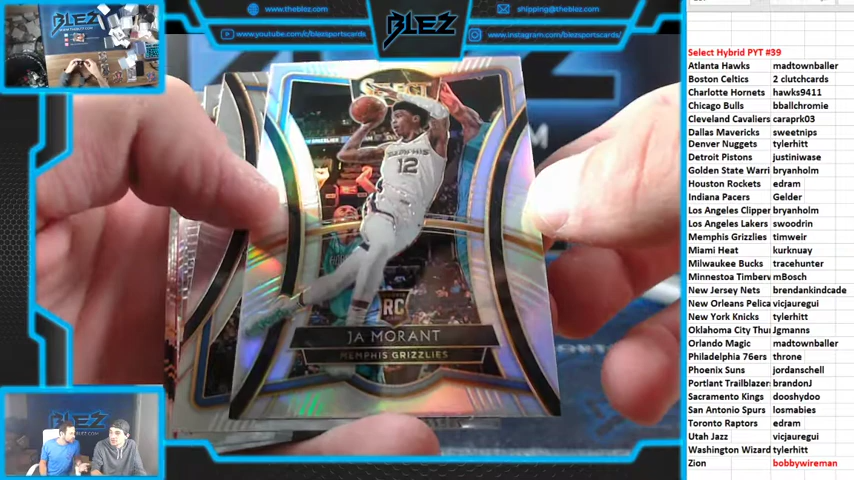 www.theblez.com
shipping@theblez.com
www.youtube.com/c/blezsportscards
www.instagram.com/blezsportscards/
BLEZ
SELECT
MEMPHIS
12
RC
JA MORANT
MEMPHIS GRIZZLIES
BLEZ
Select Hybrid PYT #39
Atlanta Hawks madtownballer
Boston Celtics 2 clutchcards
Charlotte Hornets hawks9411
Chicago Bulls bballchromie
Cleveland Cavaliers caraprk03
Dallas Mavericks sweetnips
Denver Nuggets tylerhitt
Detroit Pistons justiniwase
Golden State Warri bryanholm
Houston Rockets edram
Indiana Pacers Gelder
Los Angeles Clipper bryanholm
Los Angeles Lakers swoodrin
Memphis Grizzlies timweir
Miami Heat kurknuay
Milwaukee Bucks tracehunter
Minnestoa Timberv mBosch
New Jersey Nets brendankindcade
New Orleans Pelica vicjauregui
New York Knicks tylerhitt
Oklahoma City Thu Jgmanns
Orlando Magic madtownballer
Philadelphia 76ers throne
Phoenix Suns jordanschell
Portlant Trailblazer brandonJ
Sacramento Kings dooshydoo
San Antonio Spurs losmabies
Toronto Raptors edram
Utah Jazz vicjauregui
Washington Wizard tylerhitt
Zion bobbywireman